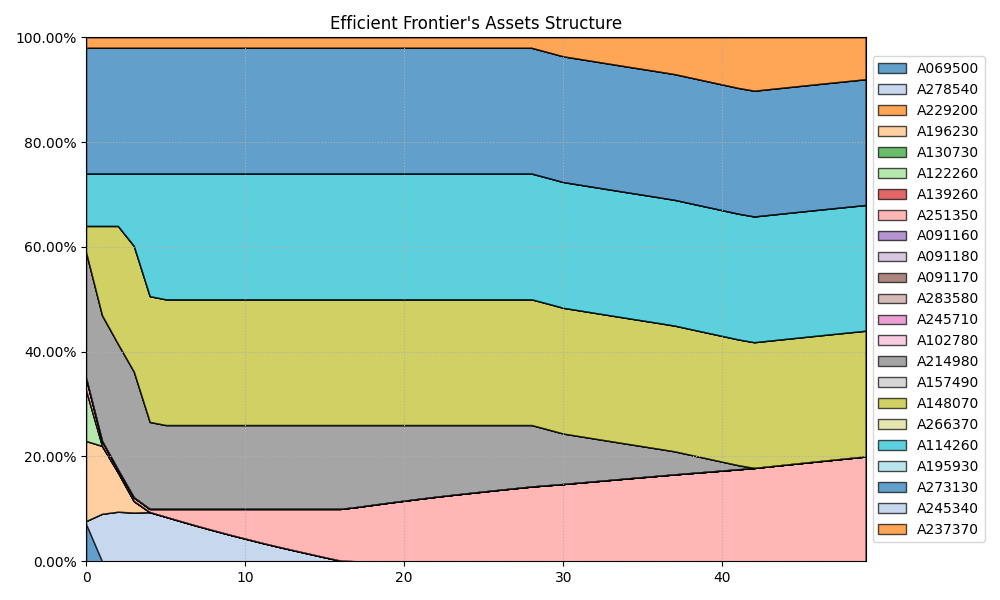 Efficient Frontier's Assets Structure
100.00%
80.00%
60.00%
40.00%
20.00%
0.00%
0
10
20
30
40
A069500
A278540
A229200
A196230
A130730
A122260
A139260
A251350
A091160
A091180
A091170
A283580
A245710
A102780
A214980
A157490
A148070
A266370
A114260
A195930
A273130
A245340
A237370